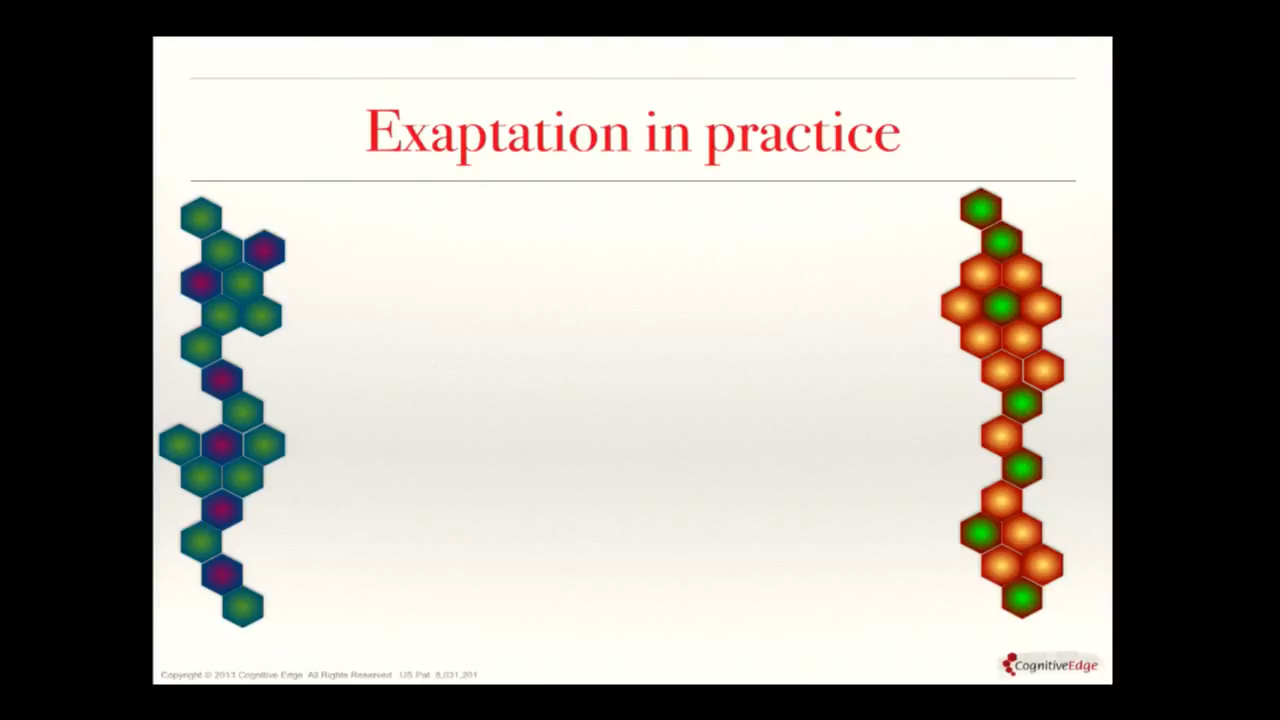 Exaptation in practice
Copyright © 2013 Cognitive Edge. All Rights Reserved. US Pat. 8,031,201
CognitiveEdge